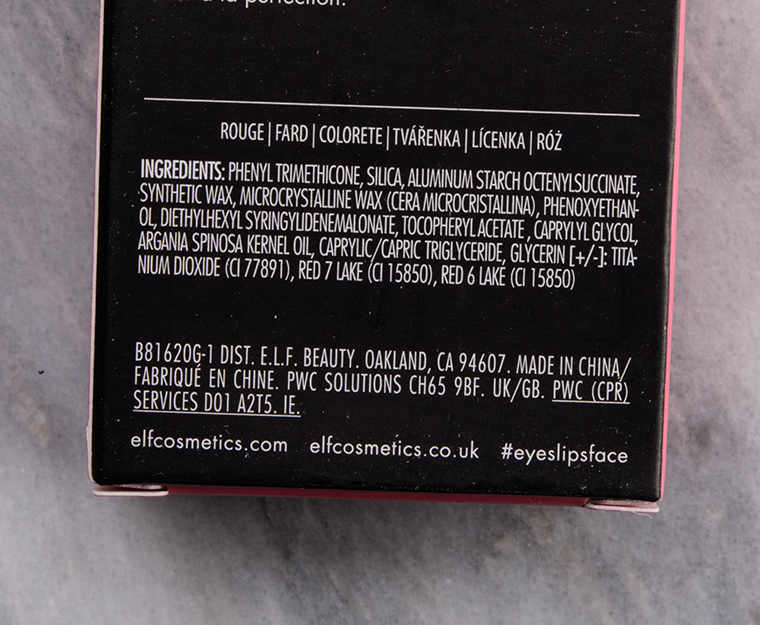 la perfection.
ROUGE | FARD | COLORETE | TVÁŘENKA | LÍCENKA | RÓŻ
INGREDIENTS: PHENYL TRIMETHICONE, SILICA, ALUMINUM STARCH OCTENYLSUCCINATE,
SYNTHETIC WAX, MICROCRYSTALLINE WAX (CERA MICROCRISTALLINA), PHENOXYETHAN-
OL, DIETHYLHEXYL SYRINGYLIDENEMALONATE, TOCOPHERYL ACETATE , CAPRYLYL GLYCOL,
ARGANIA SPINOSA KERNEL OIL, CAPRYLIC/CAPRIC TRIGLYCERIDE, GLYCERIN [+/-]: TITA-
NIUM DIOXIDE (CI 77891), RED 7 LAKE (CI 15850), RED 6 LAKE (CI 15850)
B81620G-1 DIST. E.L.F. BEAUTY. OAKLAND, CA 94607. MADE IN CHINA/
FABRIQUÉ EN CHINE. PWC SOLUTIONS CH65 9BF. UK/GB. PWC (CPR)
SERVICES D01 A2T5. IE.
elfcosmetics.com elfcosmetics.co.uk #eyeslipsface